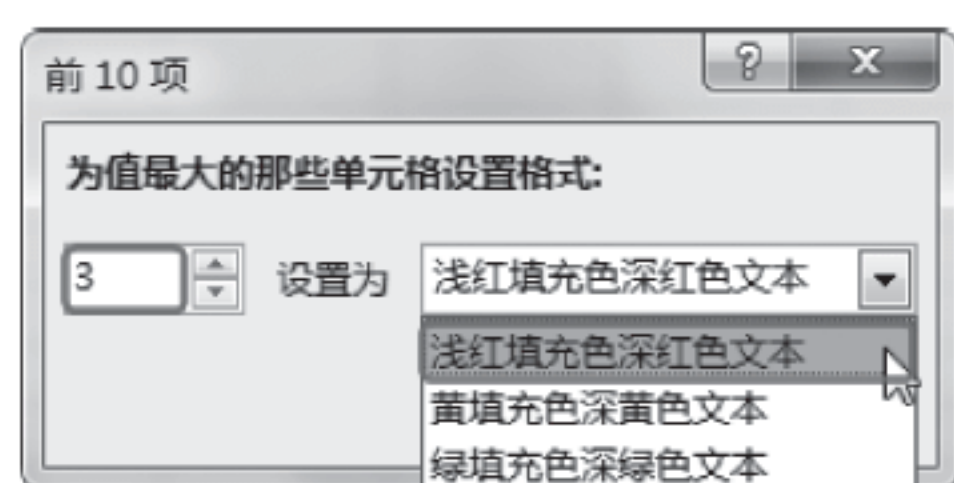 前 10 项
为值最大的那些单元格设置格式:
3 设置为 浅红填充色深红色文本
浅红填充色深红色文本
黄填充色深黄色文本
绿填充色深绿色文本